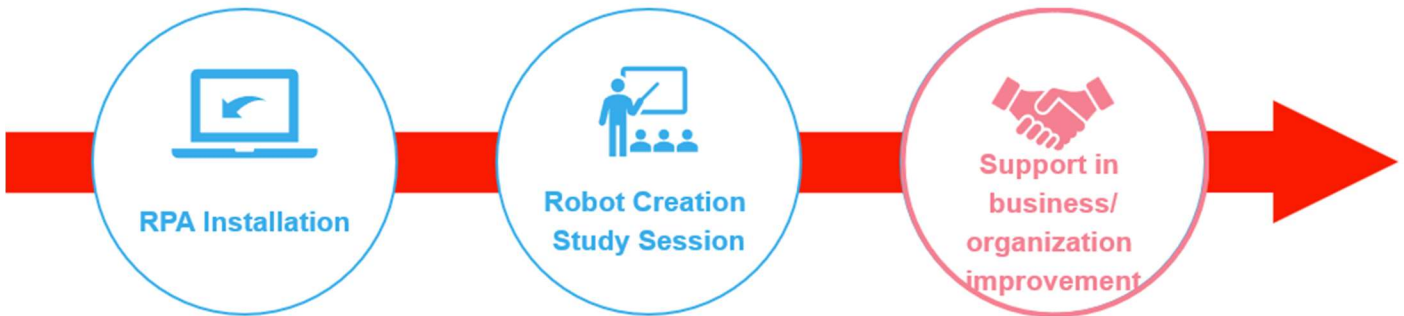 RPA Installation
Robot Creation
Study Session
Support in
business/
organization
improvement